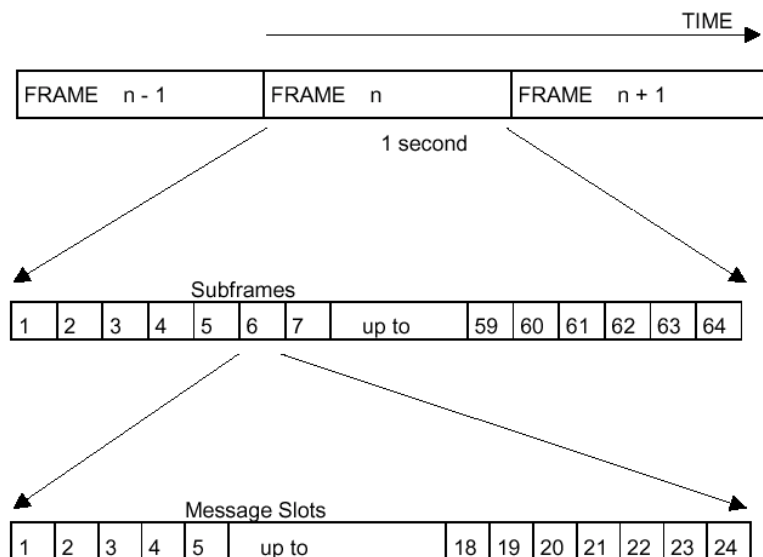 TIME
FRAME n - 1 FRAME n FRAME n + 1
1 second
Subframes
1 2 3 4 5 6 7 up to 59 60 61 62 63 64
Message Slots
1 2 3 4 5 up to 18 19 20 21 22 23 24